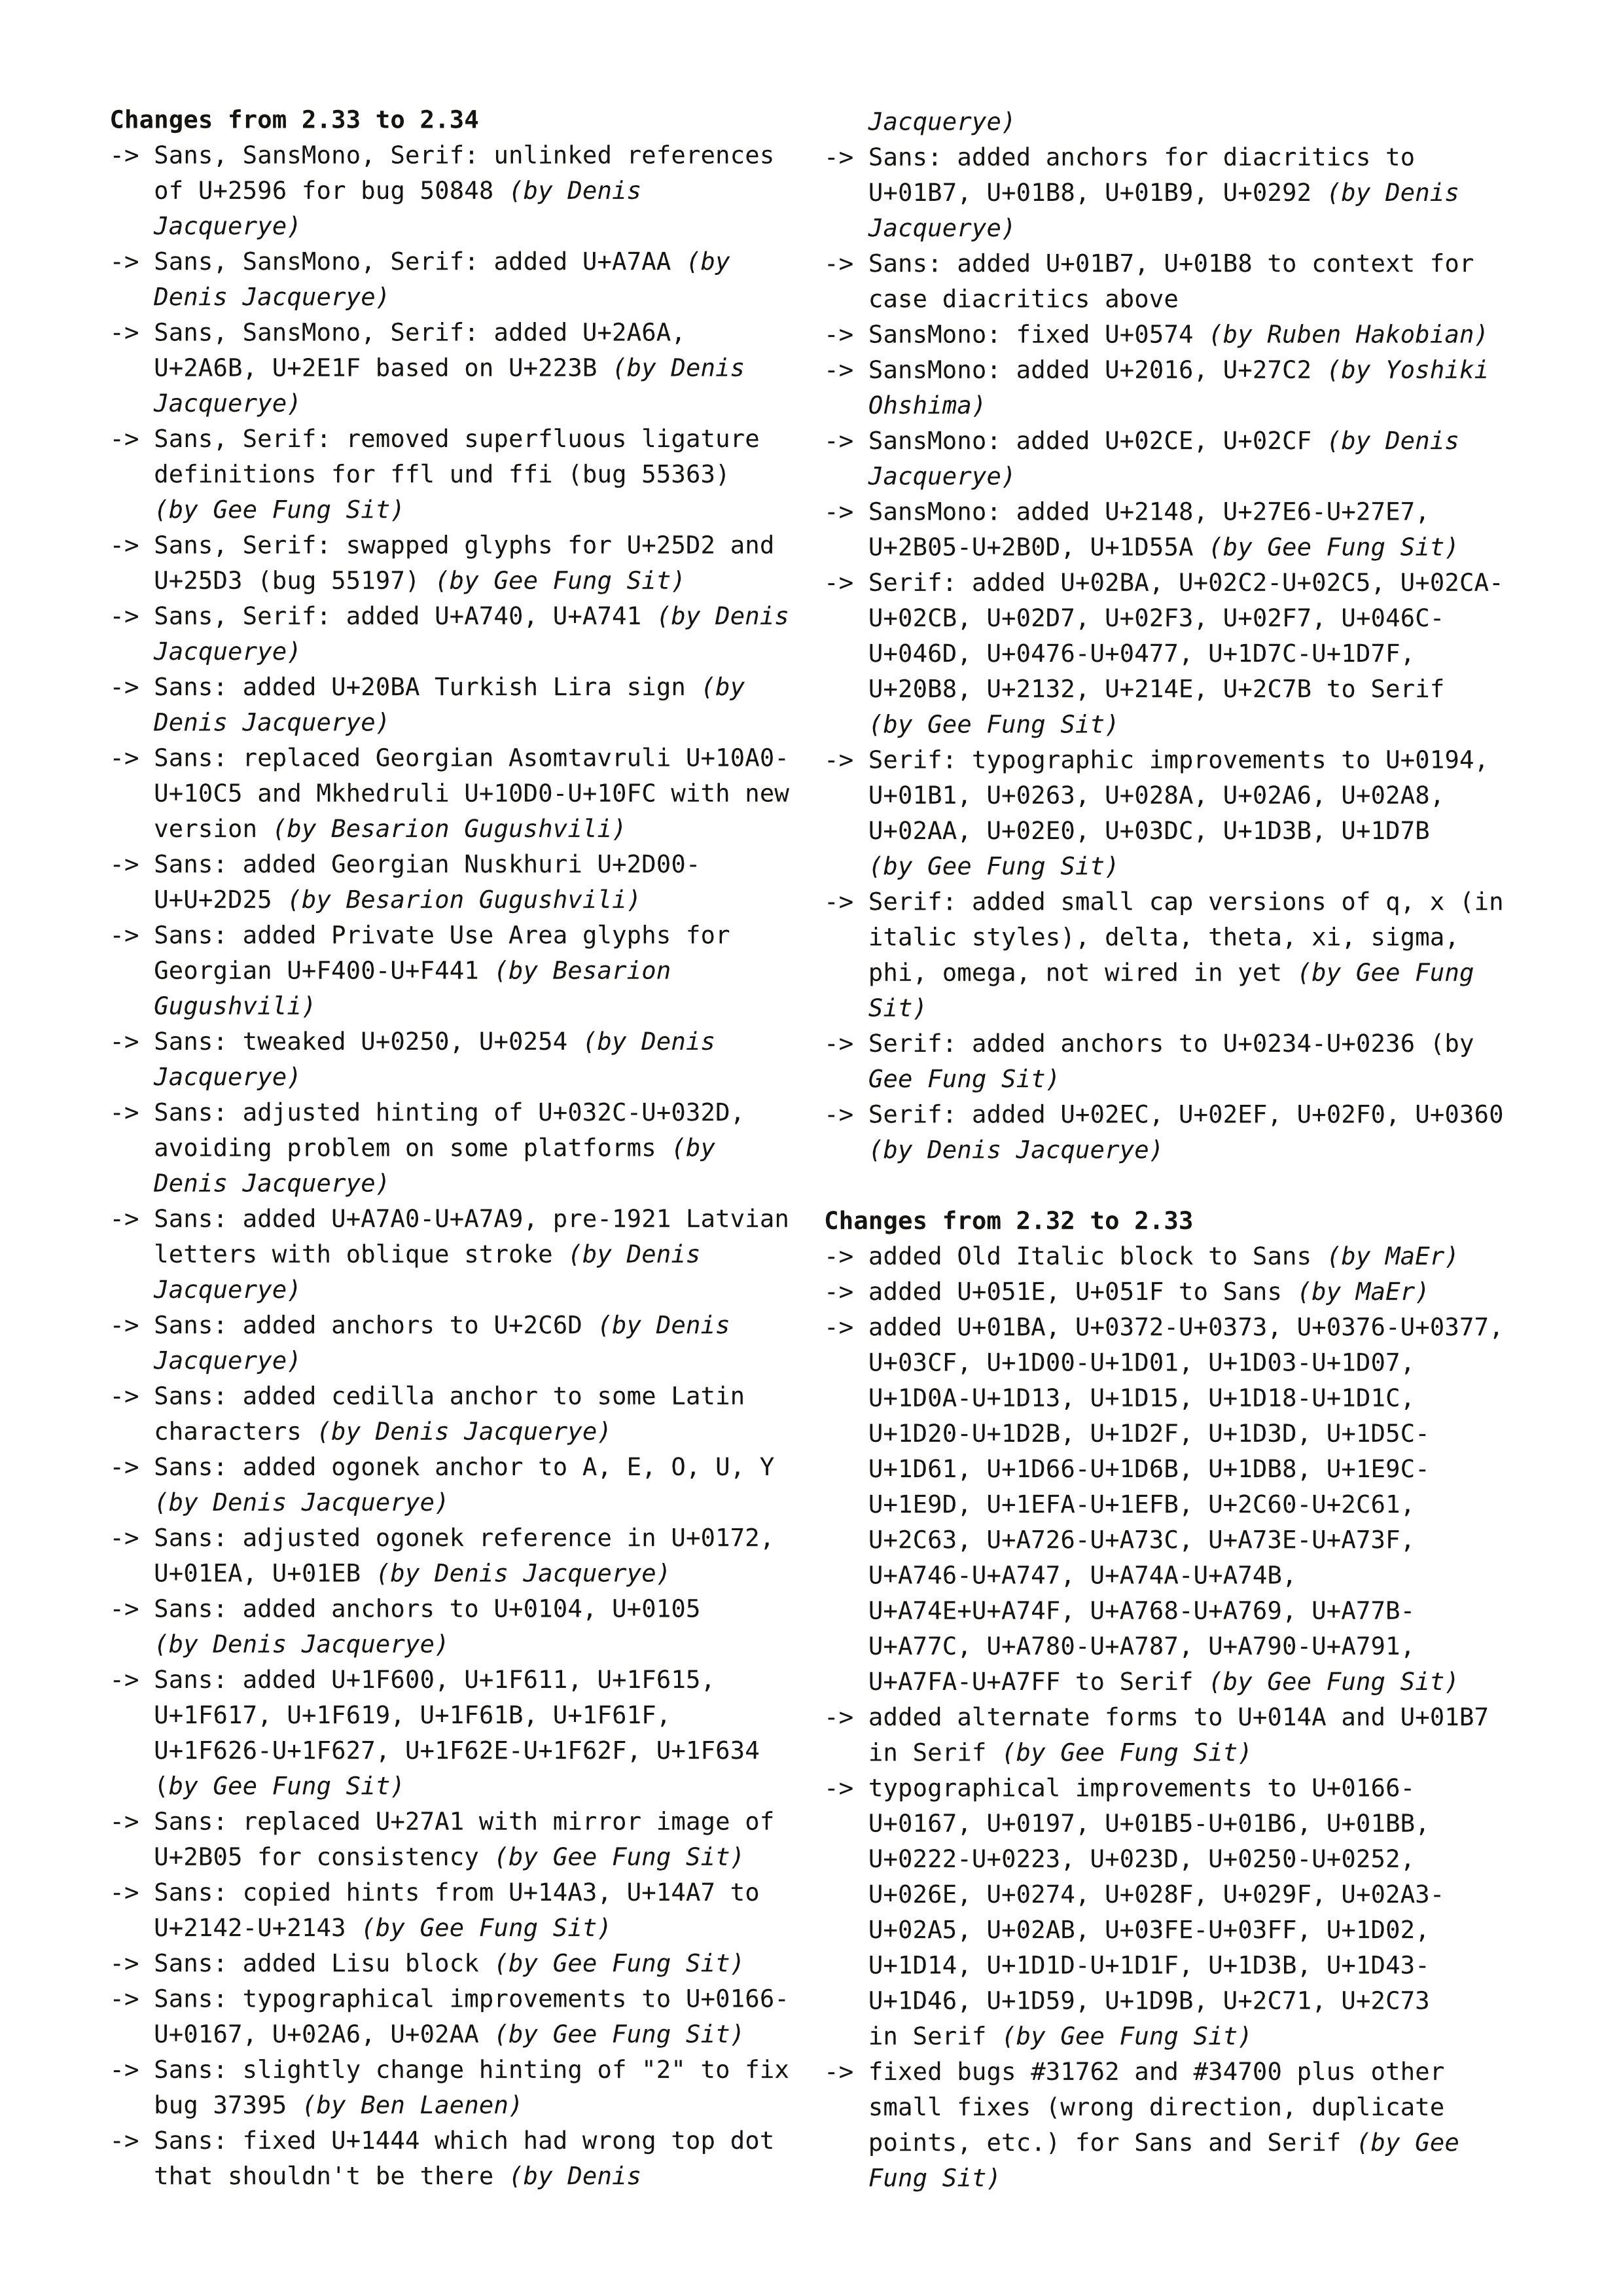 Changes from 2.33 to 2.34
-> Sans, SansMono, Serif: unlinked references
of U+2596 for bug 50848 (by Denis
Jacquerye)
-> Sans, SansMono, Serif: added U+A7AA (by
Denis Jacquerye)
-> Sans, SansMono, Serif: added U+2A6A,
U+2A6B, U+2E1F based on U+223B (by Denis
Jacquerye)
-> Sans, Serif: removed superfluous ligature
definitions for ffl und ffi (bug 55363)
(by Gee Fung Sit)
-> Sans, Serif: swapped glyphs for U+25D2 and
U+25D3 (bug 55197) (by Gee Fung Sit)
-> Sans, Serif: added U+A740, U+A741 (by Denis
Jacquerye)
-> Sans: added U+20BA Turkish Lira sign (by
Denis Jacquerye)
-> Sans: replaced Georgian Asomtavruli U+10A0-
U+10C5 and Mkhedruli U+10D0-U+10FC with new
version (by Besarion Gugushvili)
-> Sans: added Georgian Nuskhuri U+2D00-
U+U+2D25 (by Besarion Gugushvili)
-> Sans: added Private Use Area glyphs for
Georgian U+F400-U+F441 (by Besarion
Gugushvili)
-> Sans: tweaked U+0250, U+0254 (by Denis
Jacquerye)
-> Sans: adjusted hinting of U+032C-U+032D,
avoiding problem on some platforms (by
Denis Jacquerye)
-> Sans: added U+A7A0-U+A7A9, pre-1921 Latvian
letters with oblique stroke (by Denis
Jacquerye)
-> Sans: added anchors to U+2C6D (by Denis
Jacquerye)
-> Sans: added cedilla anchor to some Latin
characters (by Denis Jacquerye)
-> Sans: added ogonek anchor to A, E, O, U, Y
(by Denis Jacquerye)
-> Sans: adjusted ogonek reference in U+0172,
U+01EA, U+01EB (by Denis Jacquerye)
-> Sans: added anchors to U+0104, U+0105
(by Denis Jacquerye)
-> Sans: added U+1F600, U+1F611, U+1F615,
U+1F617, U+1F619, U+1F61B, U+1F61F,
U+1F626-U+1F627, U+1F62E-U+1F62F, U+1F634
(by Gee Fung Sit)
-> Sans: replaced U+27A1 with mirror image of
U+2B05 for consistency (by Gee Fung Sit)
-> Sans: copied hints from U+14A3, U+14A7 to
U+2142-U+2143 (by Gee Fung Sit)
-> Sans: added Lisu block (by Gee Fung Sit)
-> Sans: typographical improvements to U+0166-
U+0167, U+02A6, U+02AA (by Gee Fung Sit)
-> Sans: slightly change hinting of "2" to fix
bug 37395 (by Ben Laenen)
-> Sans: fixed U+1444 which had wrong top dot
that shouldn't be there (by Denis
Jacquerye)
-> Sans: added anchors for diacritics to
U+01B7, U+01B8, U+01B9, U+0292 (by Denis
Jacquerye)
-> Sans: added U+01B7, U+01B8 to context for
case diacritics above
-> SansMono: fixed U+0574 (by Ruben Hakobian)
-> SansMono: added U+2016, U+27C2 (by Yoshiki
Ohshima)
-> SansMono: added U+02CE, U+02CF (by Denis
Jacquerye)
-> SansMono: added U+2148, U+27E6-U+27E7,
U+2B05-U+2B0D, U+1D55A (by Gee Fung Sit)
-> Serif: added U+02BA, U+02C2-U+02C5, U+02CA-
U+02CB, U+02D7, U+02F3, U+02F7, U+046C-
U+046D, U+0476-U+0477, U+1D7C-U+1D7F,
U+20B8, U+2132, U+214E, U+2C7B to Serif
(by Gee Fung Sit)
-> Serif: typographic improvements to U+0194,
U+01B1, U+0263, U+028A, U+02A6, U+02A8,
U+02AA, U+02E0, U+03DC, U+1D3B, U+1D7B
(by Gee Fung Sit)
-> Serif: added small cap versions of q, x (in
italic styles), delta, theta, xi, sigma,
phi, omega, not wired in yet (by Gee Fung
Sit)
-> Serif: added anchors to U+0234-U+0236 (by
Gee Fung Sit)
-> Serif: added U+02EC, U+02EF, U+02F0, U+0360
(by Denis Jacquerye)
Changes from 2.32 to 2.33
-> added Old Italic block to Sans (by MaEr)
-> added U+051E, U+051F to Sans (by MaEr)
-> added U+01BA, U+0372-U+0373, U+0376-U+0377,
U+03CF, U+1D00-U+1D01, U+1D03-U+1D07,
U+1D0A-U+1D13, U+1D15, U+1D18-U+1D1C,
U+1D20-U+1D2B, U+1D2F, U+1D3D, U+1D5C-
U+1D61, U+1D66-U+1D6B, U+1DB8, U+1E9C-
U+1E9D, U+1EFA-U+1EFB, U+2C60-U+2C61,
U+2C63, U+A726-U+A73C, U+A73E-U+A73F,
U+A746-U+A747, U+A74A-U+A74B,
U+A74E+U+A74F, U+A768-U+A769, U+A77B-
U+A77C, U+A780-U+A787, U+A790-U+A791,
U+A7FA-U+A7FF to Serif (by Gee Fung Sit)
-> added alternate forms to U+014A and U+01B7
in Serif (by Gee Fung Sit)
-> typographical improvements to U+0166-
U+0167, U+0197, U+01B5-U+01B6, U+01BB,
U+0222-U+0223, U+023D, U+0250-U+0252,
U+026E, U+0274, U+028F, U+029F, U+02A3-
U+02A5, U+02AB, U+03FE-U+03FF, U+1D02,
U+1D14, U+1D1D-U+1D1F, U+1D3B, U+1D43-
U+1D46, U+1D59, U+1D9B, U+2C71, U+2C73
in Serif (by Gee Fung Sit)
-> fixed bugs #31762 and #34700 plus other
small fixes (wrong direction, duplicate
points, etc.) for Sans and Serif (by Gee
Fung Sit)